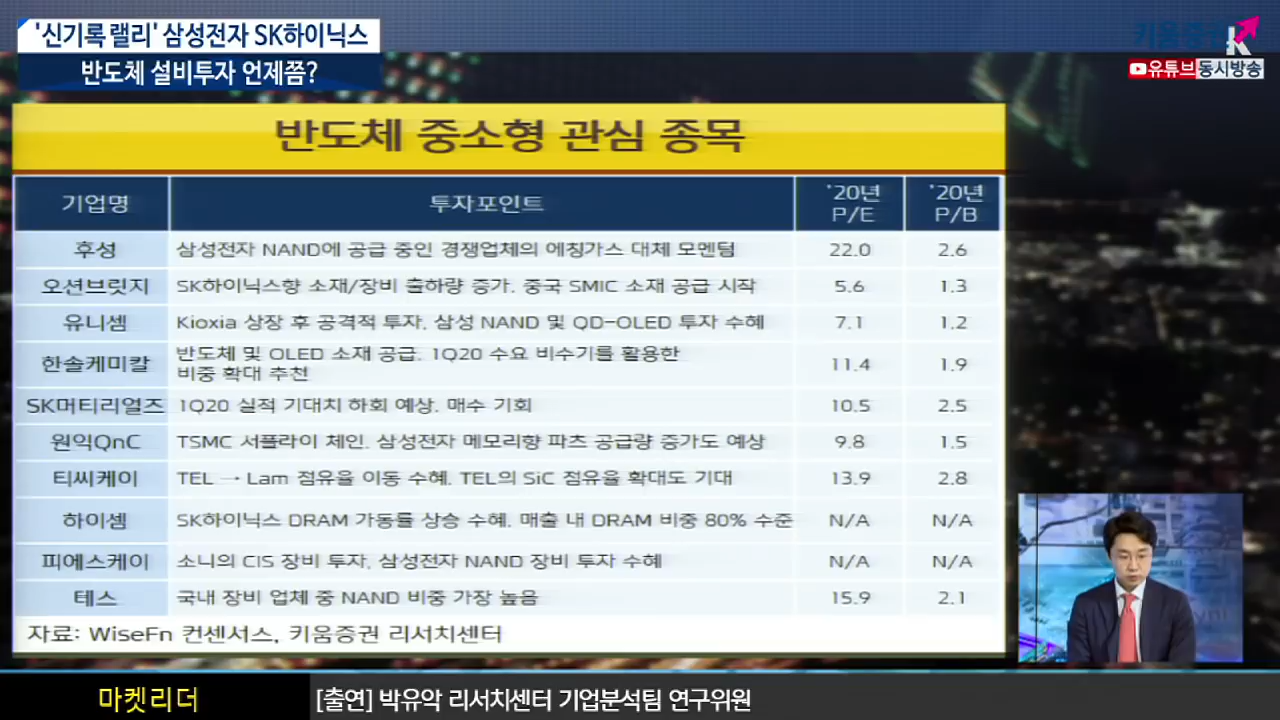 '신기록 랠리' 삼성전자 SK하이닉스
반도체 설비투자 언제쯤?
키움증권
유튜브 동시방송
반도체 중소형 관심 종목
기업명 투자포인트 '20년 P/E '20년 P/B
후성 삼성전자 NAND에 공급 중인 경쟁업체의 에칭가스 대체 모멘텀 22.0 2.6
오션브릿지 SK하이닉스향 소재/장비 출하량 증가. 중국 SMIC 소재 공급 시작 5.6 1.3
유니셈 Kioxia 상장 후 공격적 투자, 삼성 NAND 및 QD-OLED 투자 수혜 7.1 1.2
한솔케미칼 반도체 및 OLED 소재 공급. 1Q20 수요 비수기를 활용한
비중 확대 추천 11.4 1.9
SK머티리얼즈 1Q20 실적 기대치 하회 예상. 매수 기회 10.5 2.5
원익QnC TSMC 서플라이 체인. 삼성전자 메모리향 파츠 공급량 증가도 예상 9.8 1.5
티씨케이 TEL → Lam 점유율 이동 수혜. TEL의 SiC 점유율 확대도 기대 13.9 2.8
하이셈 SK하이닉스 DRAM 가동률 상승 수혜. 매출 내 DRAM 비중 80% 수준 N/A N/A
피에스케이 소니의 CIS 장비 투자, 삼성전자 NAND 장비 투자 수혜 N/A N/A
테스 국내 장비 업체 중 NAND 비중 가장 높음 15.9 2.1
자료: WiseFn 컨센서스, 키움증권 리서치센터
마켓리더 [출연] 박유악 리서치센터 기업분석팀 연구위원